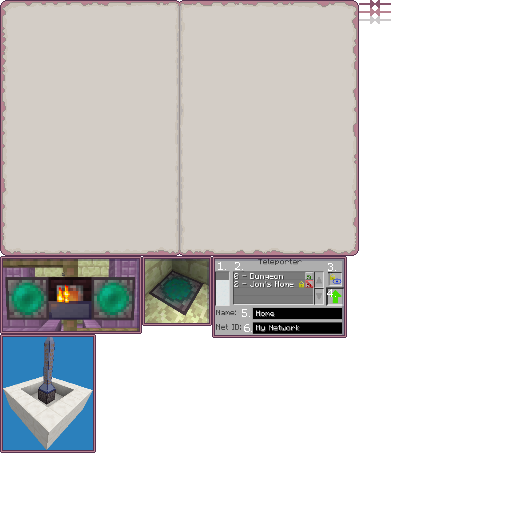 Teleporter
1. 2. 3.
0 - Dungeon
2 - Jon's Home
4.
Name: 5. Home
Net ID: 6 My Network